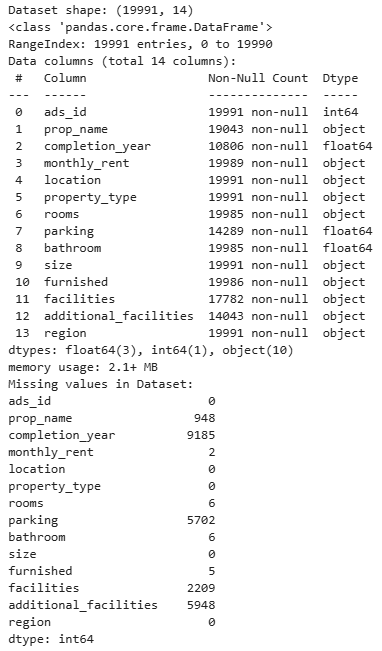 Dataset shape: (19991, 14)
<class 'pandas.core.frame.DataFrame'>
RangeIndex: 19991 entries, 0 to 19990
Data columns (total 14 columns):
 #   Column                 Non-Null Count  Dtype
---  ------                 --------------  -----
 0   ads_id                 19991 non-null  int64
 1   prop_name              19043 non-null  object
 2   completion_year        10806 non-null  float64
 3   monthly_rent           19989 non-null  object
 4   location               19991 non-null  object
 5   property_type          19991 non-null  object
 6   rooms                  19985 non-null  object
 7   parking                14289 non-null  float64
 8   bathroom               19985 non-null  float64
 9   size                   19991 non-null  object
 10  furnished              19986 non-null  object
 11  facilities             17782 non-null  object
 12  additional_facilities  14043 non-null  object
 13  region                 19991 non-null  object
dtypes: float64(3), int64(1), object(10)
memory usage: 2.1+ MB
Missing values in Dataset:
ads_id                      0
prop_name                 948
completion_year          9185
monthly_rent                2
location                    0
property_type               0
rooms                       6
parking                  5702
bathroom                    6
size                        0
furnished                   5
facilities               2209
additional_facilities    5948
region                      0
dtype: int64